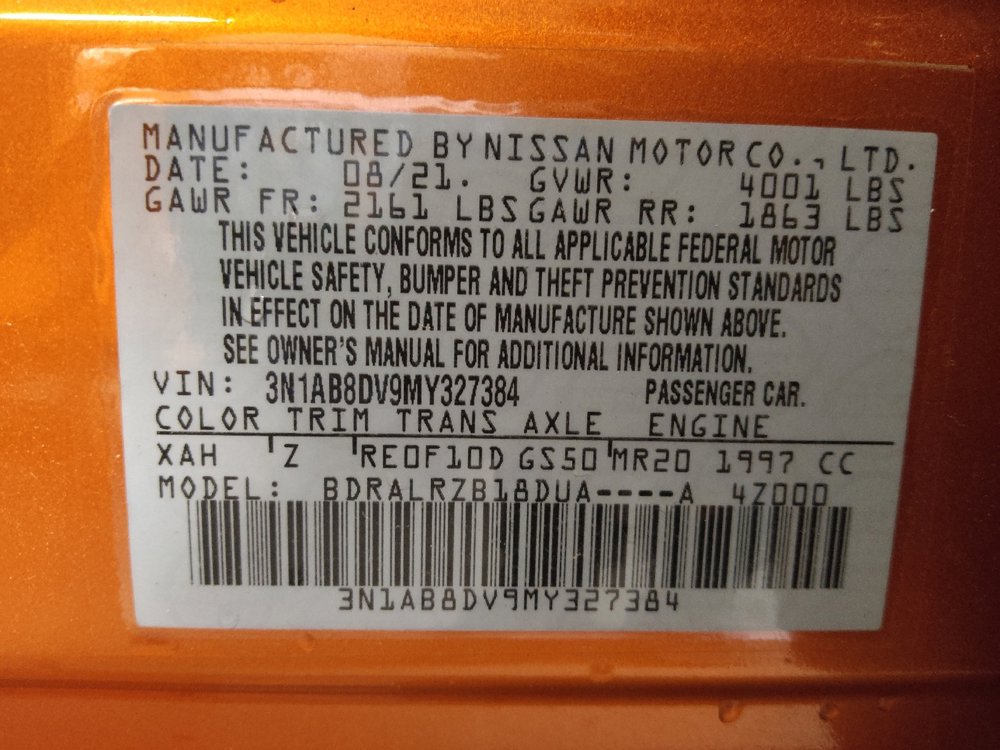 MANUFACTURED BY NISSAN MOTOR CO., LTD.
DATE: 08/21. GVWR: 4001 LBS
GAWR FR: 2161 LBS GAWR RR: 1863 LBS
THIS VEHICLE CONFORMS TO ALL APPLICABLE FEDERAL MOTOR
VEHICLE SAFETY, BUMPER AND THEFT PREVENTION STANDARDS
IN EFFECT ON THE DATE OF MANUFACTURE SHOWN ABOVE.
SEE OWNER'S MANUAL FOR ADDITIONAL INFORMATION.
VIN: 3N1AB8DV9MY327384 PASSENGER CAR.
COLOR TRIM TRANS AXLE ENGINE
XAH Z RE0F10D GS50 MR20 1997 CC
MODEL: BDRALRZB18DUA----A 4Z000
3N1AB8DV9MY327384